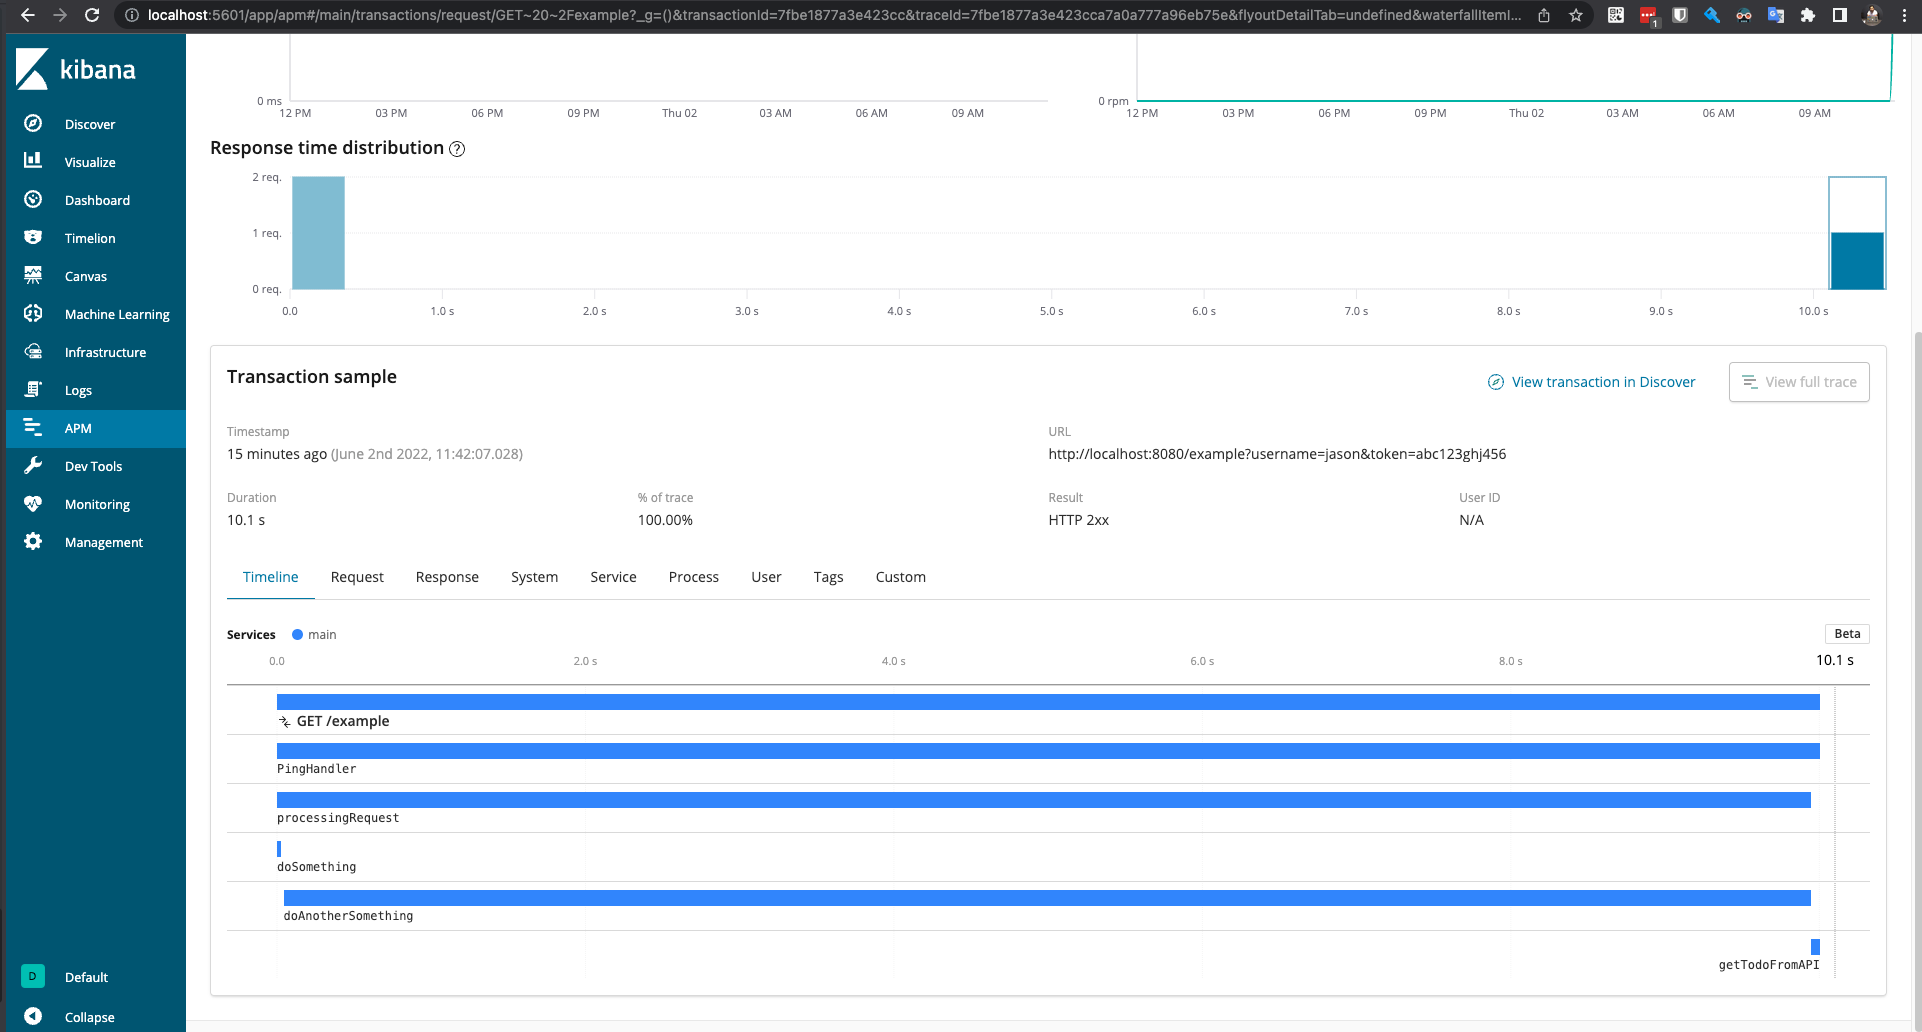 localhost:5601/app/apm#/main/transactions/request/GET~20~2Fexample?_g=()&transactionId=7fbe1877a3e423cc&traceId=7fbe1877a3e423cca7a0a777a96eb75e&flyoutDetailTab=undefined&waterfallItemI...
1
kibana
Discover
Visualize
Dashboard
Timelion
Canvas
Machine Learning
Infrastructure
Logs
APM
Dev Tools
Monitoring
Management
D Default
Collapse
0 ms
12 PM 03 PM 06 PM 09 PM Thu 02 03 AM 06 AM 09 AM
0 rpm
12 PM 03 PM 06 PM 09 PM Thu 02 03 AM 06 AM 09 AM
Response time distribution ?
2 req.
1 req.
0 req.
0.0 1.0 s 2.0 s 3.0 s 4.0 s 5.0 s 6.0 s 7.0 s 8.0 s 9.0 s 10.0 s
Transaction sample
View transaction in Discover
View full trace
Timestamp
15 minutes ago (June 2nd 2022, 11:42:07.028)
URL
http://localhost:8080/example?username=jason&token=abc123ghj456
Duration % of trace Result User ID
10.1 s 100.00% HTTP 2xx N/A
Timeline Request Response System Service Process User Tags Custom
Services main
Beta
0.0 2.0 s 4.0 s 6.0 s 8.0 s 10.1 s
GET /example
PingHandler
processingRequest
doSomething
doAnotherSomething
getTodoFromAPI